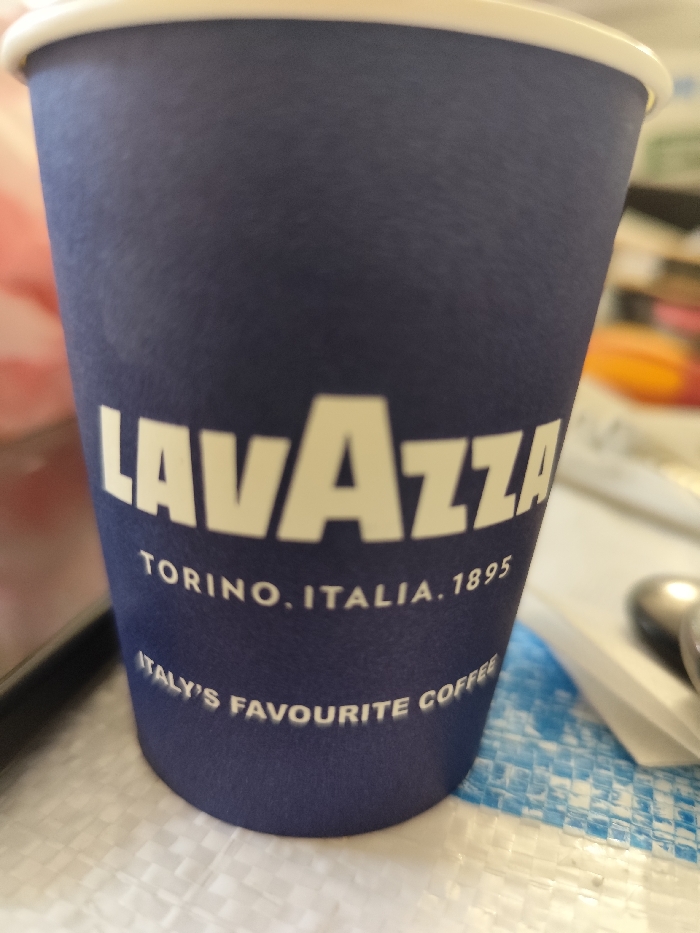 LAVAZZA
TORINO. ITALIA. 1895
ITALY'S FAVOURITE COFFEE